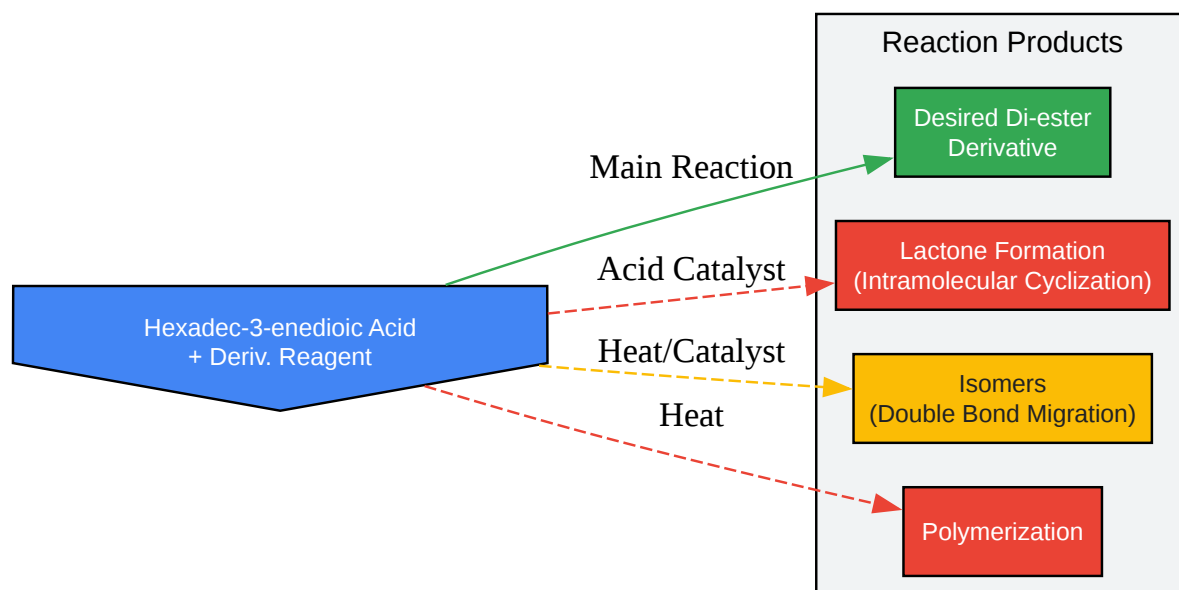 Reaction Products
Desired Di-ester
Derivative
Main Reaction
Lactone Formation
(Intramolecular Cyclization)
Acid Catalyst
Hexadec-3-enedioic Acid
+ Deriv. Reagent
Heat/Catalyst
Isomers
(Double Bond Migration)
Heat
Polymerization